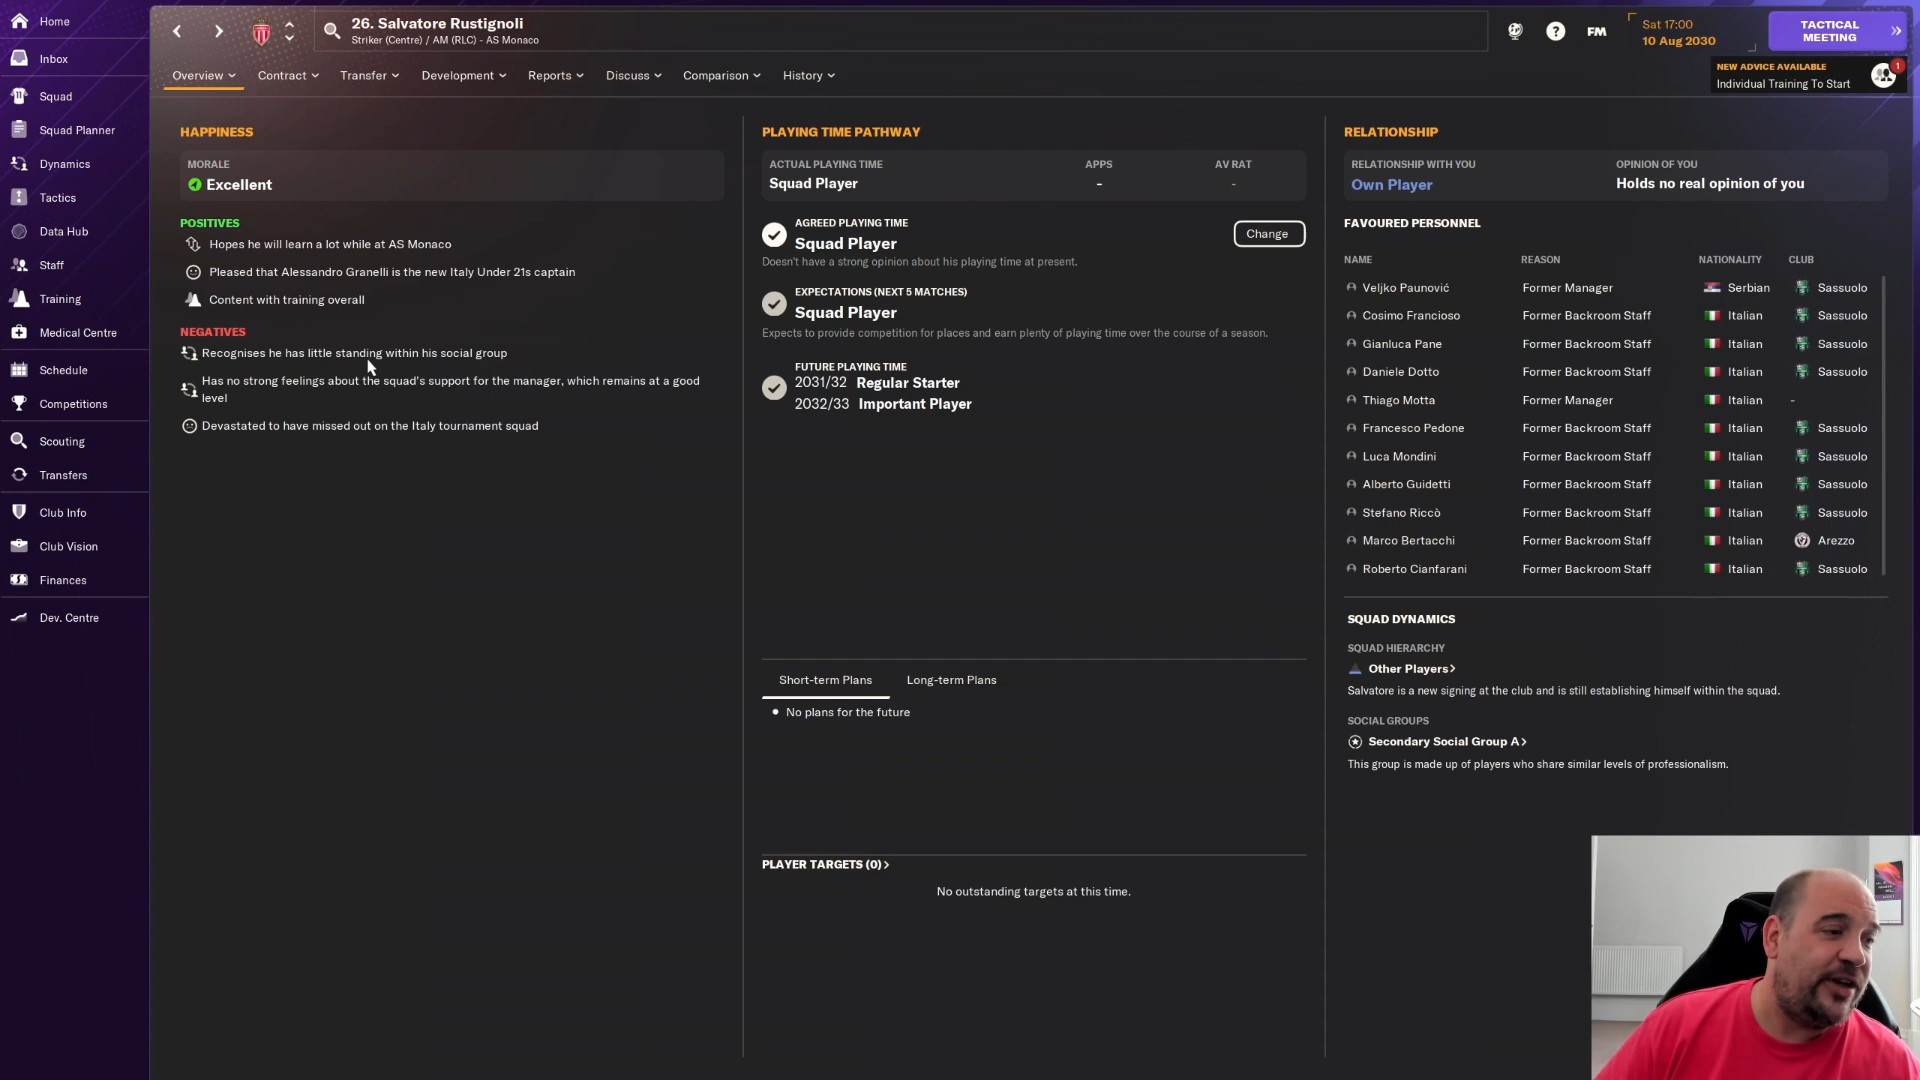 Home
Inbox
Squad
Squad Planner
Dynamics
Tactics
Data Hub
Staff
Training
Medical Centre
Schedule
Competitions
Scouting
Transfers
Club Info
Club Vision
Finances
Dev. Centre
26. Salvatore Rustignoli
Striker (Centre) / AM (RLC) - AS Monaco
FM
Sat 17:00
10 Aug 2030
TACTICAL
MEETING
Overview Contract Transfer Development Reports Discuss Comparison History
NEW ADVICE AVAILABLE
Individual Training To Start
1
HAPPINESS
MORALE
Excellent
POSITIVES
Hopes he will learn a lot while at AS Monaco
Pleased that Alessandro Granelli is the new Italy Under 21s captain
Content with training overall
NEGATIVES
Recognises he has little standing within his social group
Has no strong feelings about the squad's support for the manager, which remains at a good
level
Devastated to have missed out on the Italy tournament squad
PLAYING TIME PATHWAY
ACTUAL PLAYING TIME APPS AV RAT
Squad Player - -
AGREED PLAYING TIME
Squad Player
Change
Doesn't have a strong opinion about his playing time at present.
EXPECTATIONS (NEXT 5 MATCHES)
Squad Player
Expects to provide competition for places and earn plenty of playing time over the course of a season.
FUTURE PLAYING TIME
2031/32 Regular Starter
2032/33 Important Player
Short-term Plans Long-term Plans
No plans for the future
PLAYER TARGETS (0)>
No outstanding targets at this time.
RELATIONSHIP
RELATIONSHIP WITH YOU OPINION OF YOU
Own Player Holds no real opinion of you
FAVOURED PERSONNEL
NAME REASON NATIONALITY CLUB
Veljko Paunović Former Manager Serbian Sassuolo
Cosimo Francioso Former Backroom Staff Italian Sassuolo
Gianluca Pane Former Backroom Staff Italian Sassuolo
Daniele Dotto Former Backroom Staff Italian Sassuolo
Thiago Motta Former Manager Italian -
Francesco Pedone Former Backroom Staff Italian Sassuolo
Luca Mondini Former Backroom Staff Italian Sassuolo
Alberto Guidetti Former Backroom Staff Italian Sassuolo
Stefano Riccò Former Backroom Staff Italian Sassuolo
Marco Bertacchi Former Backroom Staff Italian Arezzo
Roberto Cianfarani Former Backroom Staff Italian Sassuolo
SQUAD DYNAMICS
SQUAD HIERARCHY
Other Players>
Salvatore is a new signing at the club and is still establishing himself within the squad.
SOCIAL GROUPS
Secondary Social Group A>
This group is made up of players who share similar levels of professionalism.